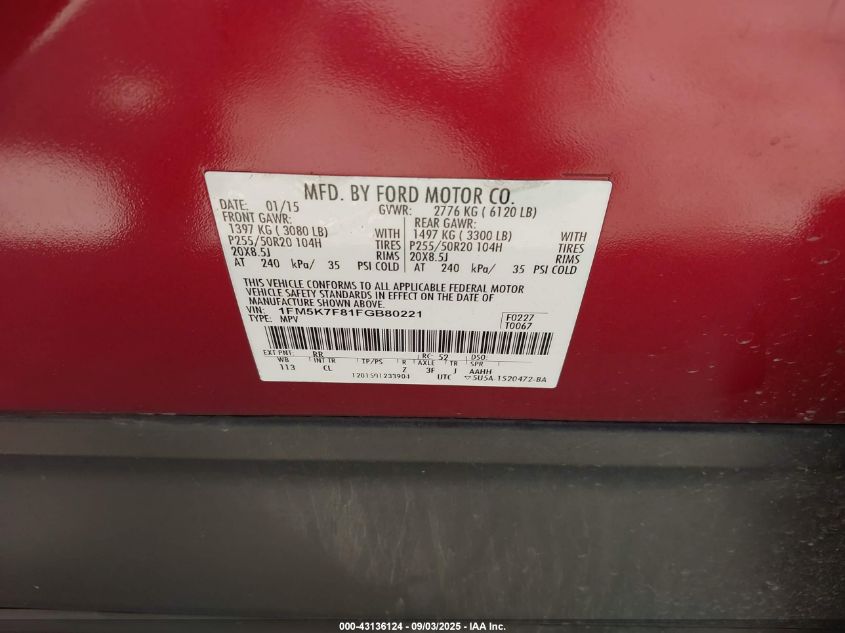 MFD. BY FORD MOTOR CO.
DATE: 01/15 GVWR: 2776 KG ( 6120 LB)
FRONT GAWR: REAR GAWR:
1397 KG ( 3080 LB) WITH 1497 KG ( 3300 LB) WITH
P255/50R20 104H TIRES P255/50R20 104H TIRES
20X8.5J RIMS 20X8.5J RIMS
AT 240 kPa/ 35 PSI COLD AT 240 kPa/ 35 PSI COLD
THIS VEHICLE CONFORMS TO ALL APPLICABLE FEDERAL MOTOR
VEHICLE SAFETY STANDARDS IN EFFECT ON THE DATE OF
MANUFACTURE SHOWN ABOVE.
VIN: 1FM5K7F81FGB80221 F0227
TYPE: MPV T0067
EXT PNT: RR RC: 52 DSO:
WB INT TR TP/PS R AXLE TR SPR
113 CL Z 3F J AAHH
UTC 5U5A-1520472-BA
000-43136124 - 09/03/2025 - IAA Inc.